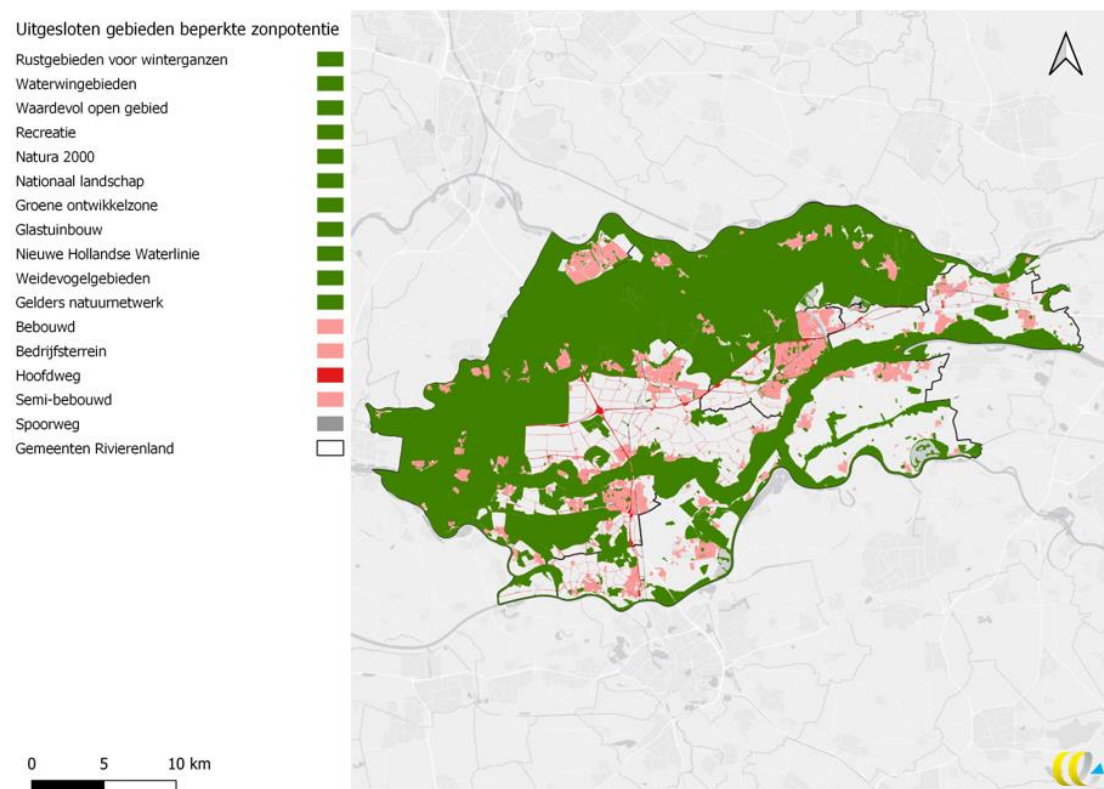 Uitgesloten gebieden beperkte zonpotentie
Rustgebieden voor winterganzen
Waterwingebieden
Waardevol open gebied
Recreatie
Natura 2000
Nationaal landschap
Groene ontwikkelzone
Glastuinbouw
Nieuwe Hollandse Waterlinie
Weidevogelgebieden
Gelders natuurnetwerk
Bebouwd
Bedrijfsterrein
Hoofdweg
Semi-bebouwd
Spoorweg
Gemeenten Rivierenland
0 5 10 km